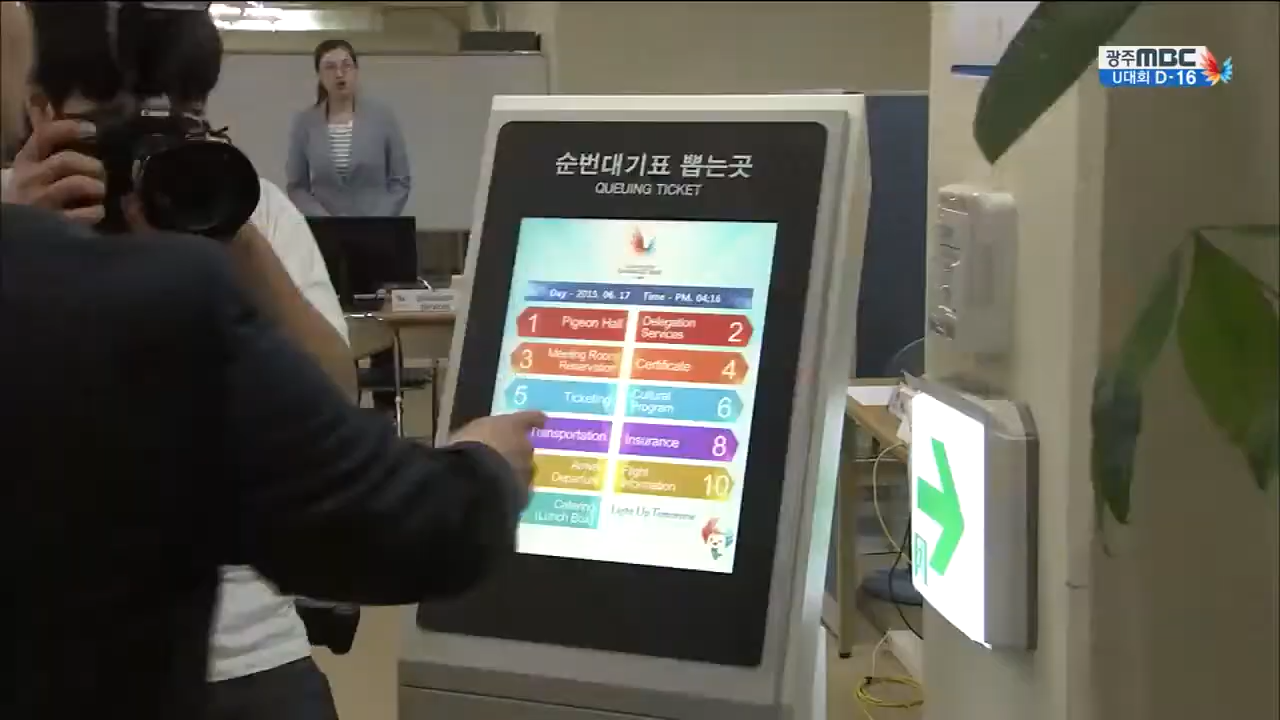 광주MBC
U대회 D-16
순번대기표 뽑는곳
QUEUING TICKET
Day - 2015. 06. 17 Time - PM. 04:16
1 Pigeon Hall
Delegation Services 2
3 Meeting Room Reservation
Certificate 4
5 Ticketing
Cultural Program 6
Transportation
Insurance 8
Arrival Departure
Flight Information 10
Catering (Lunch Box)
Light Up Tomorrow
Canon